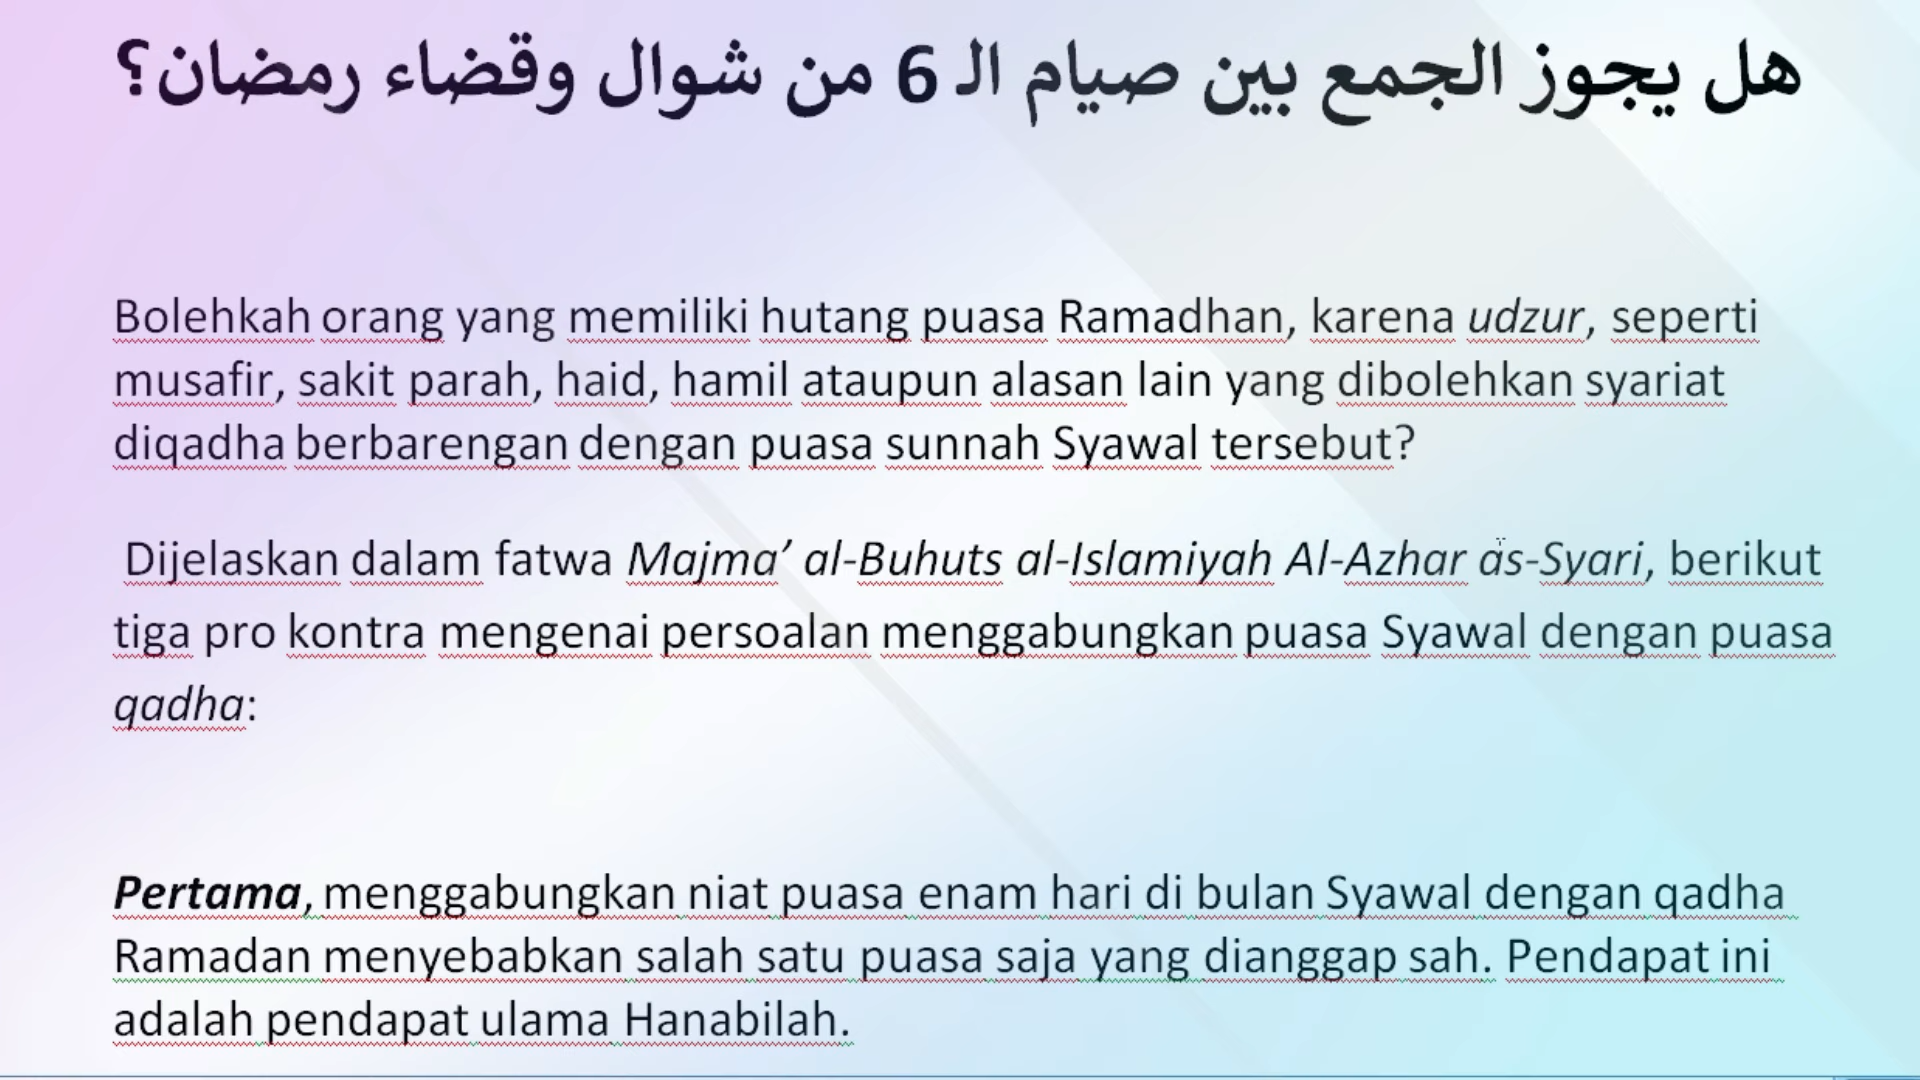 هل يجوز الجمع بين صيام الـ 6 من شوال وقضاء رمضان؟
Bolehkah orang yang memiliki hutang puasa Ramadhan, karena udzur, seperti
musafir, sakit parah, haid, hamil ataupun alasan lain yang dibolehkan syariat
diqadha berbarengan dengan puasa sunnah Syawal tersebut?
Dijelaskan dalam fatwa Majma’ al-Buhuts al-Islamiyah Al-Azhar as-Syari, berikut
tiga pro kontra mengenai persoalan menggabungkan puasa Syawal dengan puasa
qadha:
Pertama, menggabungkan niat puasa enam hari di bulan Syawal dengan qadha
Ramadan menyebabkan salah satu puasa saja yang dianggap sah. Pendapat ini
adalah pendapat ulama Hanabilah.